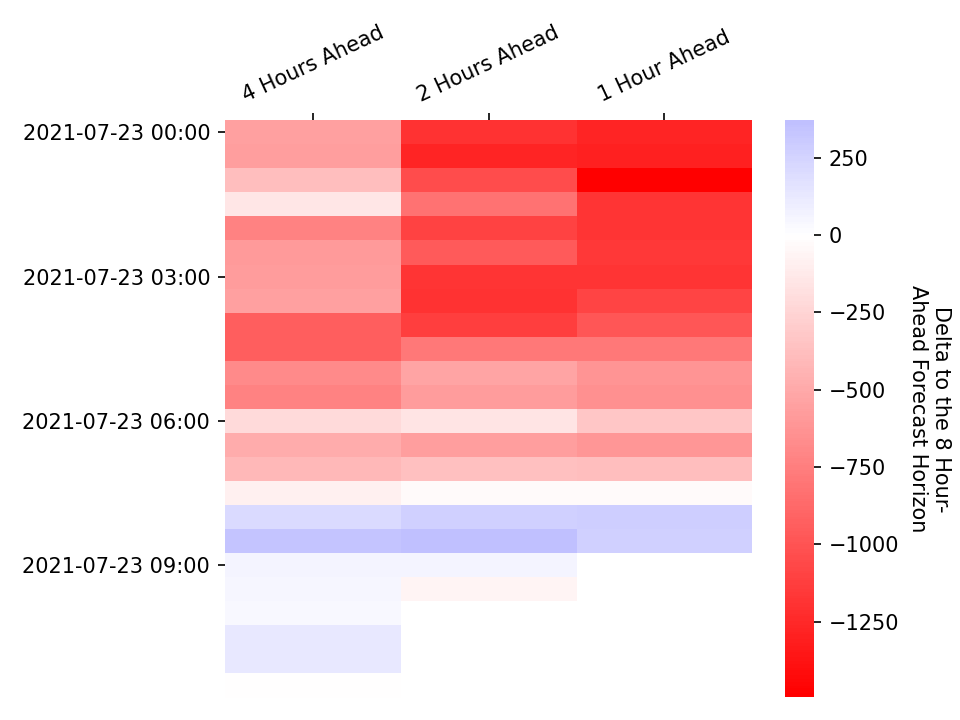 4 Hours Ahead
2 Hours Ahead
1 Hour Ahead
2021-07-23 00:00
2021-07-23 03:00
2021-07-23 06:00
2021-07-23 09:00
250
0
−250
−500
−750
−1000
−1250
Delta to the 8 Hour-
Ahead Forecast Horizon